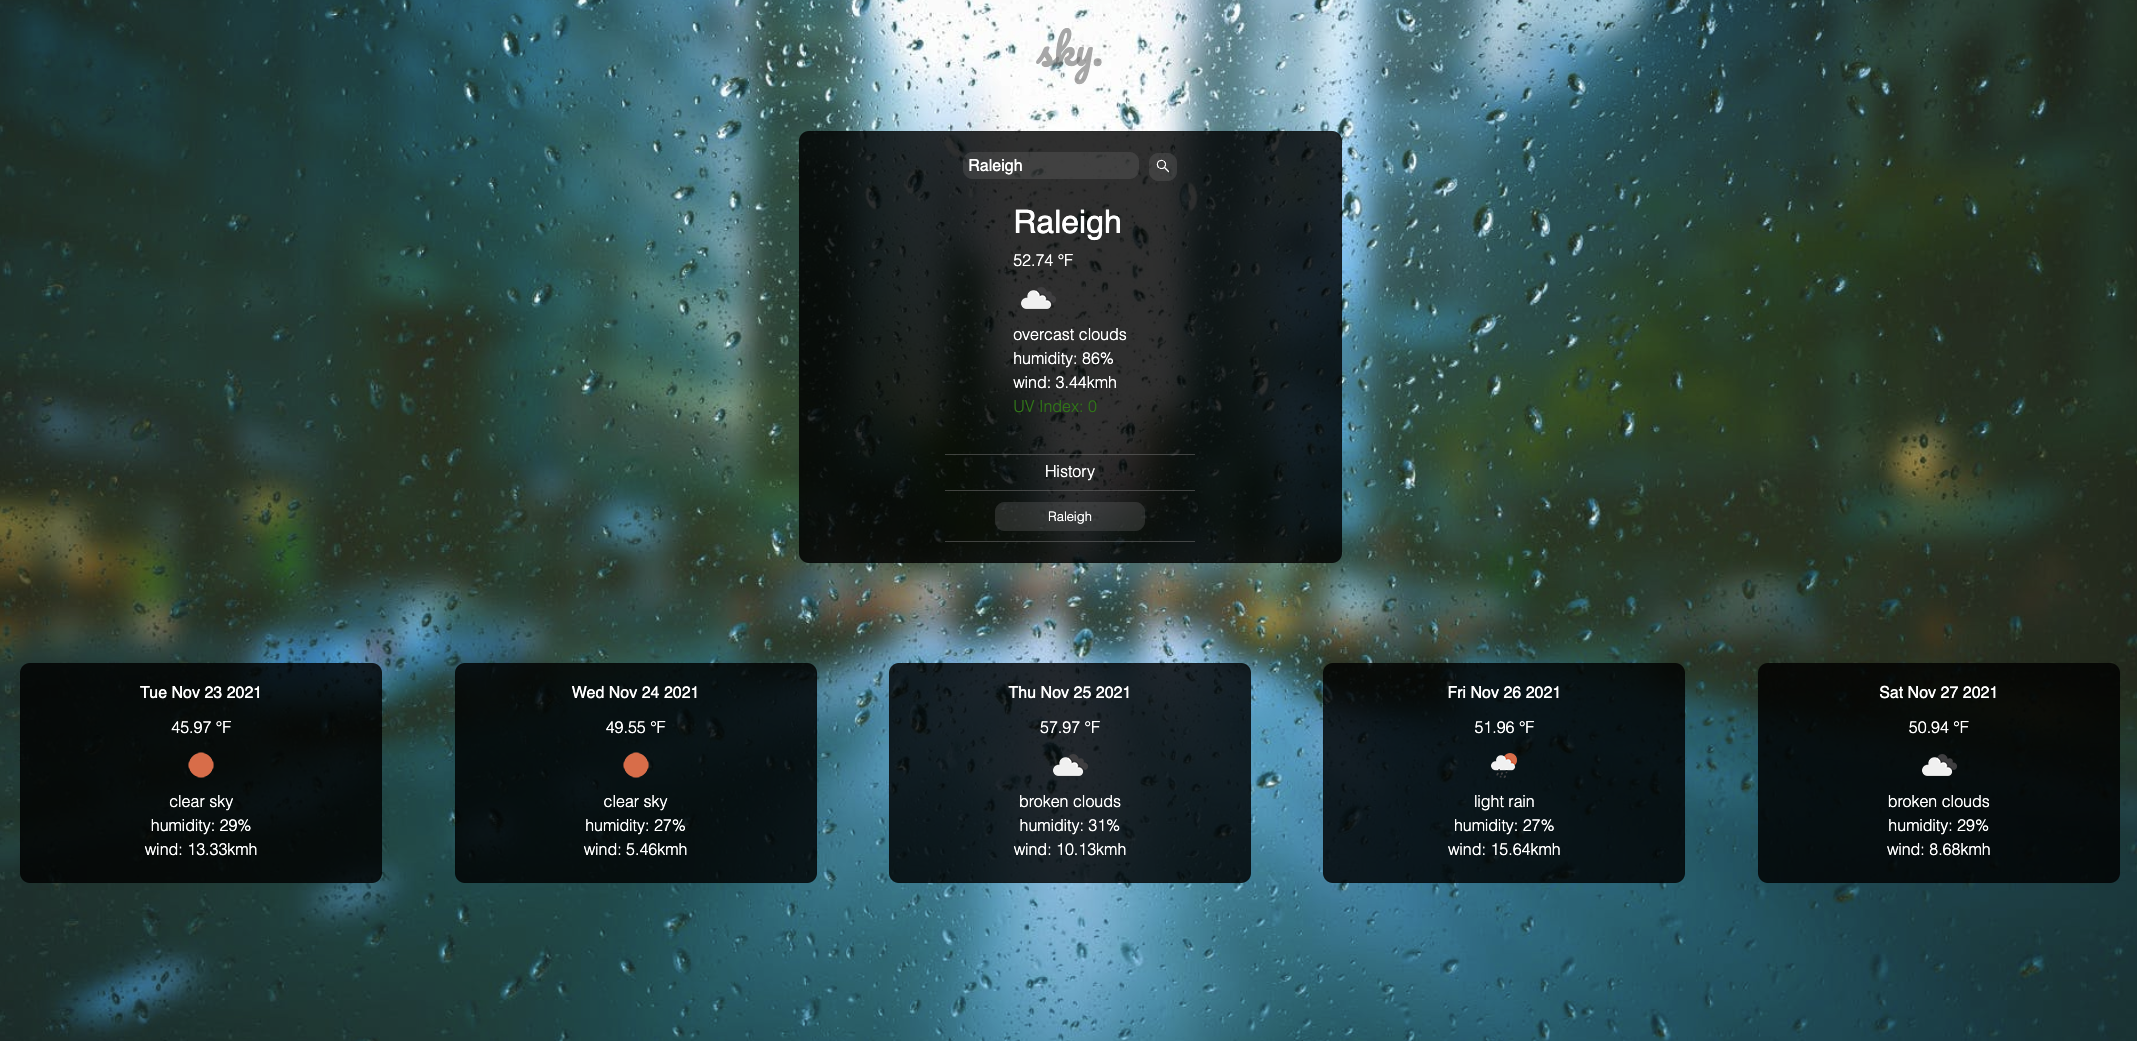 sky.
Raleigh
Raleigh
52.74 °F
overcast clouds
humidity: 86%
wind: 3.44kmh
UV Index: 0
History
Raleigh
Tue Nov 23 2021
45.97 °F
clear sky
humidity: 29%
wind: 13.33kmh
Wed Nov 24 2021
49.55 °F
clear sky
humidity: 27%
wind: 5.46kmh
Thu Nov 25 2021
57.97 °F
broken clouds
humidity: 31%
wind: 10.13kmh
Fri Nov 26 2021
51.96 °F
light rain
humidity: 27%
wind: 15.64kmh
Sat Nov 27 2021
50.94 °F
broken clouds
humidity: 29%
wind: 8.68kmh